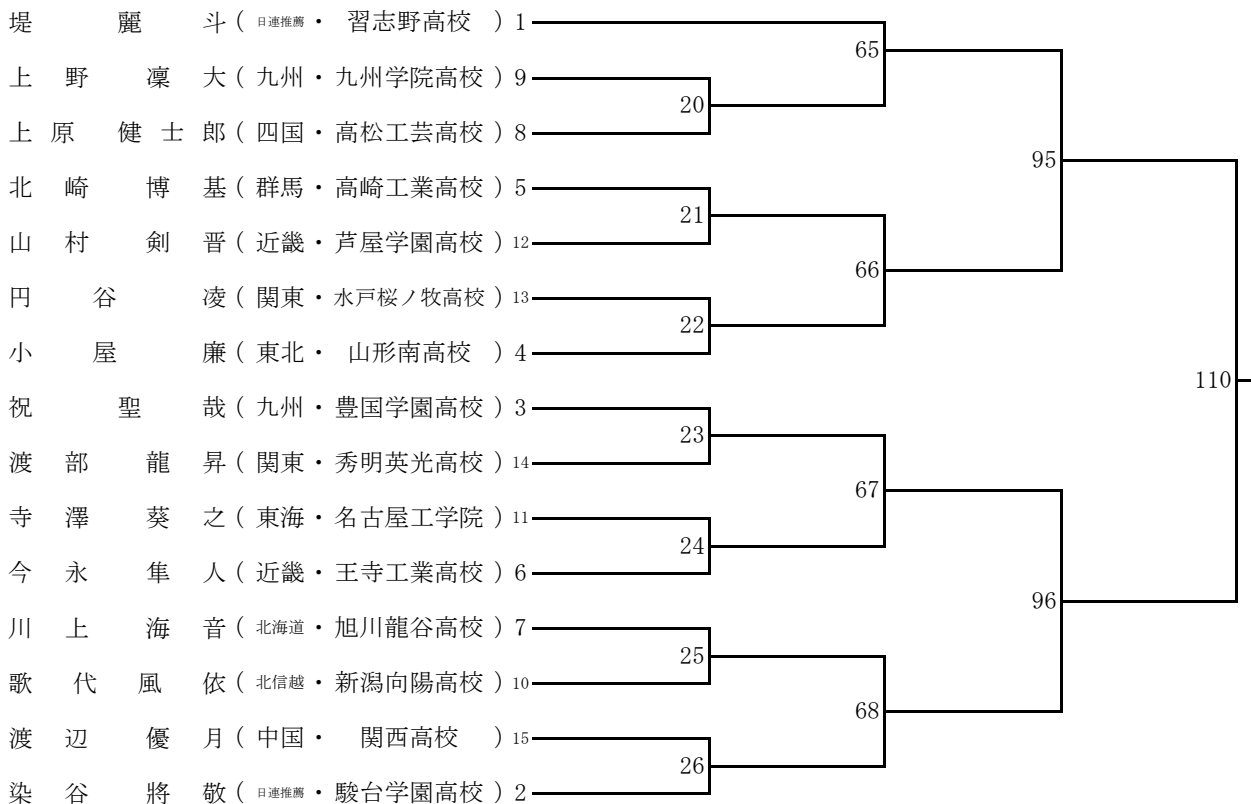 堤 麗 斗 ( 日連推薦 ・ 習志野高校 ) 1
65
上 野 凜 大 ( 九州 ・ 九州学院高校 ) 9
20
上 原 健 士 郎 ( 四国 ・ 高松工芸高校 ) 8
95
北 崎 博 基 ( 群馬 ・ 高崎工業高校 ) 5
21
山 村 剣 晋 ( 近畿 ・ 芦屋学園高校 ) 12
66
円 谷 凌 ( 関東 ・ 水戸桜ノ牧高校 ) 13
22
小 屋 廉 ( 東北 ・ 山形南高校 ) 4
110
祝 聖 哉 ( 九州 ・ 豊国学園高校 ) 3
23
渡 部 龍 昇 ( 関東 ・ 秀明英光高校 ) 14
67
寺 澤 葵 之 ( 東海 ・ 名古屋工学院 ) 11
24
今 永 隼 人 ( 近畿 ・ 王寺工業高校 ) 6
96
川 上 海 音 ( 北海道 ・ 旭川龍谷高校 ) 7
25
歌 代 風 依 ( 北信越 ・ 新潟向陽高校 ) 10
68
渡 辺 優 月 ( 中国 ・ 関西高校 ) 15
26
染 谷 將 敬 ( 日連推薦 ・ 駿台学園高校 ) 2